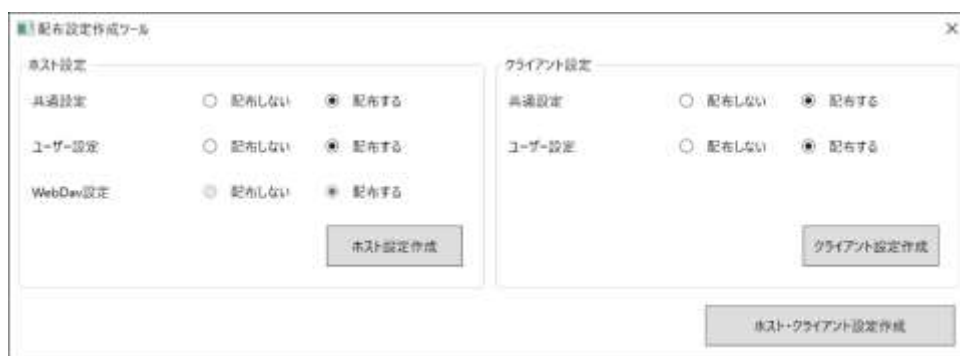 配布設定作成ツール
ホスト設定
共通設定 配布しない 配布する
ユーザー設定 配布しない 配布する
WebDav設定 配布しない 配布する
ホスト設定作成
クライアント設定
共通設定 配布しない 配布する
ユーザー設定 配布しない 配布する
クライアント設定作成
ホスト・クライアント設定作成